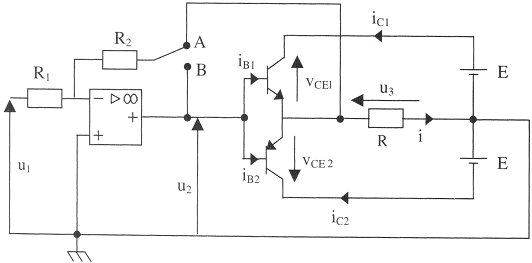 R₂
A
B
R₁
▷∞
−
+
+
u₁
u₂
i_B1
i_B2
v_CE1
v_CE2
i_C1
i_C2
u₃
R
i
E
E